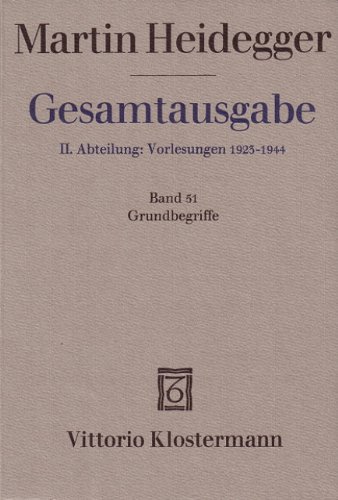 Martin Heidegger
Gesamtausgabe
II. Abteilung: Vorlesungen 1923-1944
Band 51
Grundbegriffe
Vittorio Klostermann